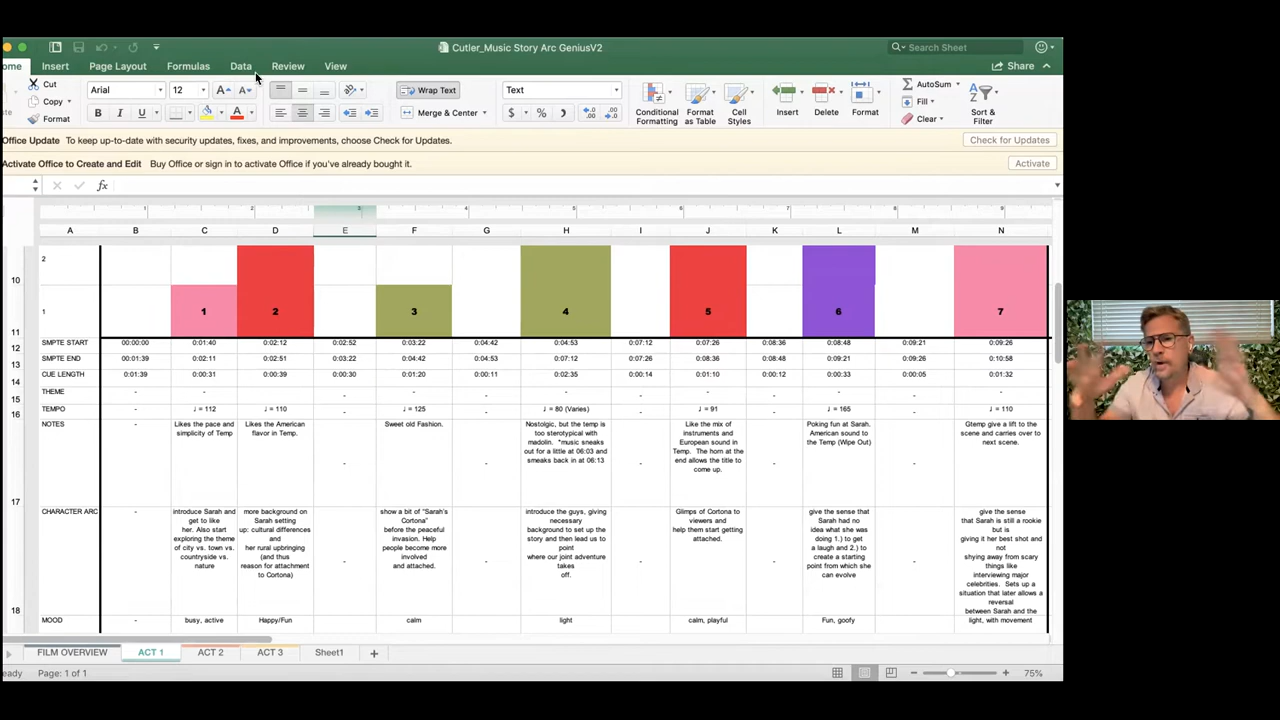 Cutler_Music Story Arc GeniusV2
Search Sheet
ome Insert Page Layout Formulas Data Review View
Share
Cut
Copy
Format
Arial 12
Wrap Text
Merge & Center
Text
Conditional Formatting
Format as Table
Cell Styles
Insert
Delete
Format
AutoSum
Fill
Clear
Sort & Filter
Office Update To keep up-to-date with security updates, fixes, and improvements, choose Check for Updates.
Check for Updates
Activate Office to Create and Edit Buy Office or sign in to activate Office if you've already bought it.
Activate
fx
1 2 3 4 5 6 7 8 9
A B C D E F G H I J K L M N
2
10
1 1 2 3 4 5 6 7
11
SMPTE START 00:00:00 0:01:40 0:02:12 0:02:52 0:03:22 0:04:42 0:04:53 0:07:12 0:07:26 0:08:36 0:08:48 0:09:21 0:09:26
12
SMPTE END 00:01:39 0:02:11 0:02:51 0:03:22 0:04:42 0:04:53 0:07:12 0:07:26 0:08:36 0:08:48 0:09:21 0:09:26 0:10:58
13
CUE LENGTH 0:01:39 0:00:31 0:00:39 0:00:30 0:01:20 0:00:11 0:02:35 0:00:14 0:01:10 0:00:12 0:00:33 0:00:05 0:01:32
14
THEME - - - - - - - - - - - - -
15
TEMPO - ♩ = 112 ♩ = 110 - ♩ = 125 - ♩ = 80 (Varies) - ♩ = 91 - ♩ = 165 - ♩ = 110
16
NOTES
Likes the pace and
simplicity of Temp
Likes the American
flavor in Temp.
Sweet old Fashion.
Nostolgic, but the temp is
too sterotypical with
madolin. *music sneaks
out for a little at 06:03 and
smeaks back in at 06:13
Like the mix of
instruments and
European sound in
Temp. The horn at the
end allows the title to
come up.
Poking fun at Sarah.
American sound to
the Temp (Wipe Out)
Gtemp give a lift to the
scene and carries over to
next scene.
17
CHARACTER ARC
introduce Sarah and
get to like
her. Also start
exploring the theme
of city vs. town vs.
countryside vs.
nature
more background on
Sarah setting
up: cultural differences
and
her rural upbringing
(and thus
reason for attachment
to Cortona)
show a bit of "Sarah's
Cortona"
before the peaceful
invasion. Help
people become more
involved
and attached.
introduce the guys, giving
necessary
background to set up the
story and then lead us to
point
where our joint adventure
takes
off.
Glimps of Cortona to
viewers and
help them start getting
attached.
give the sense that
Sarah had no
idea what she was
doing 1.) to get
a laugh and 2.) to
create a starting
point from which she
can evolve
give the sense
that Sarah is still a rookie
but is
giving it her best shot and
not
shying away from scary
things like
interviewing major
celebrities. Sets up a
situation that later allows a
reversal
between Sarah and the
18
MOOD - busy, active Happy/Fun calm light calm, playful Fun, goofy light, with movement
FILM OVERVIEW ACT 1 ACT 2 ACT 3 Sheet1 +
eady Page: 1 of 1
75%